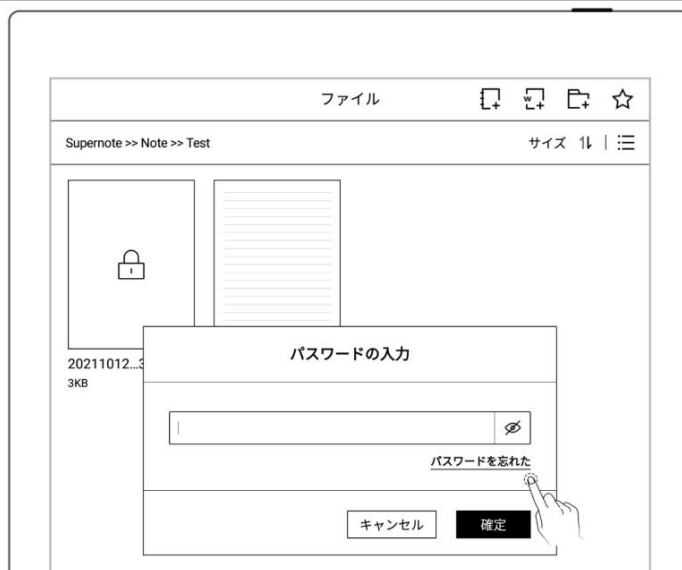 ファイル
Supernote >> Note >> Test
サイズ
20211012...3
3KB
パスワードの入力
パスワードを忘れた
キャンセル
確定